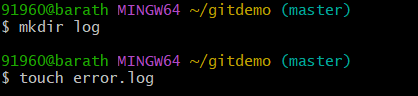 91960@barath MINGW64 ~/gitdemo (master)
$ mkdir log
91960@barath MINGW64 ~/gitdemo (master)
$ touch error.log